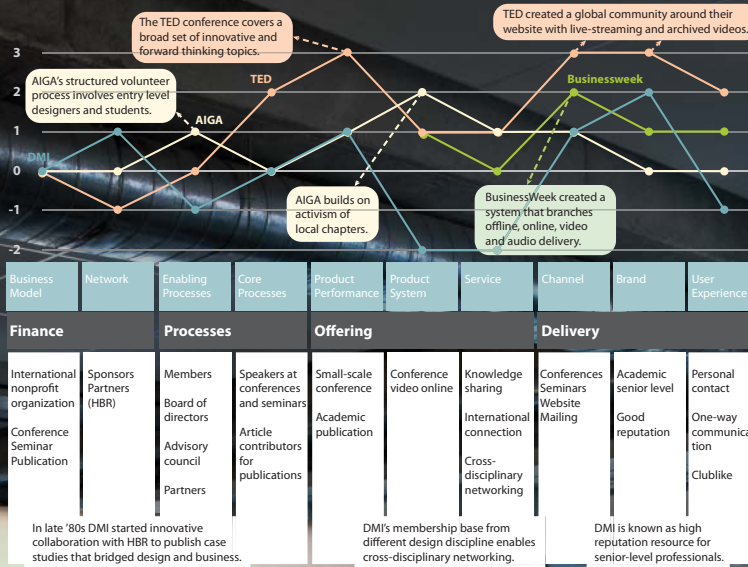 The TED conference covers a
broad set of innovative and
forward thinking topics.
TED created a global community around their
website with live-streaming and archived videos.
3
AIGA's structured volunteer
process involves entry level
designers and students.
TED
Businessweek
2
AIGA
1
DMI
0
-1
AIGA builds on
activism of
local chapters.
BusinessWeek created a
system that branches
offline, online, video
and audio delivery.
-2
Business
Model
Network
Enabling
Processes
Core
Processes
Product
Performance
Product
System
Service
Channel
Brand
User
Experience
Finance
Processes
Offering
Delivery
International
nonprofit
organization
Conference
Seminar
Publication
Sponsors
Partners
(HBR)
Members
Board of
directors
Advisory
council
Partners
Speakers at
conferences
and seminars
Article
contributors
for
publications
Small-scale
conference
Academic
publication
Conference
video online
Knowledge
sharing
International
connection
Cross-
disciplinary
networking
Conferences
Seminars
Website
Mailing
Academic
senior level
Good
reputation
Personal
contact
One-way
communica
tion
Clublike
In late '80s DMI started innovative
collaboration with HBR to publish case
studies that bridged design and business.
DMI's membership base from
different design discipline enables
cross-disciplinary networking.
DMI is known as high
reputation resource for
senior-level professionals.